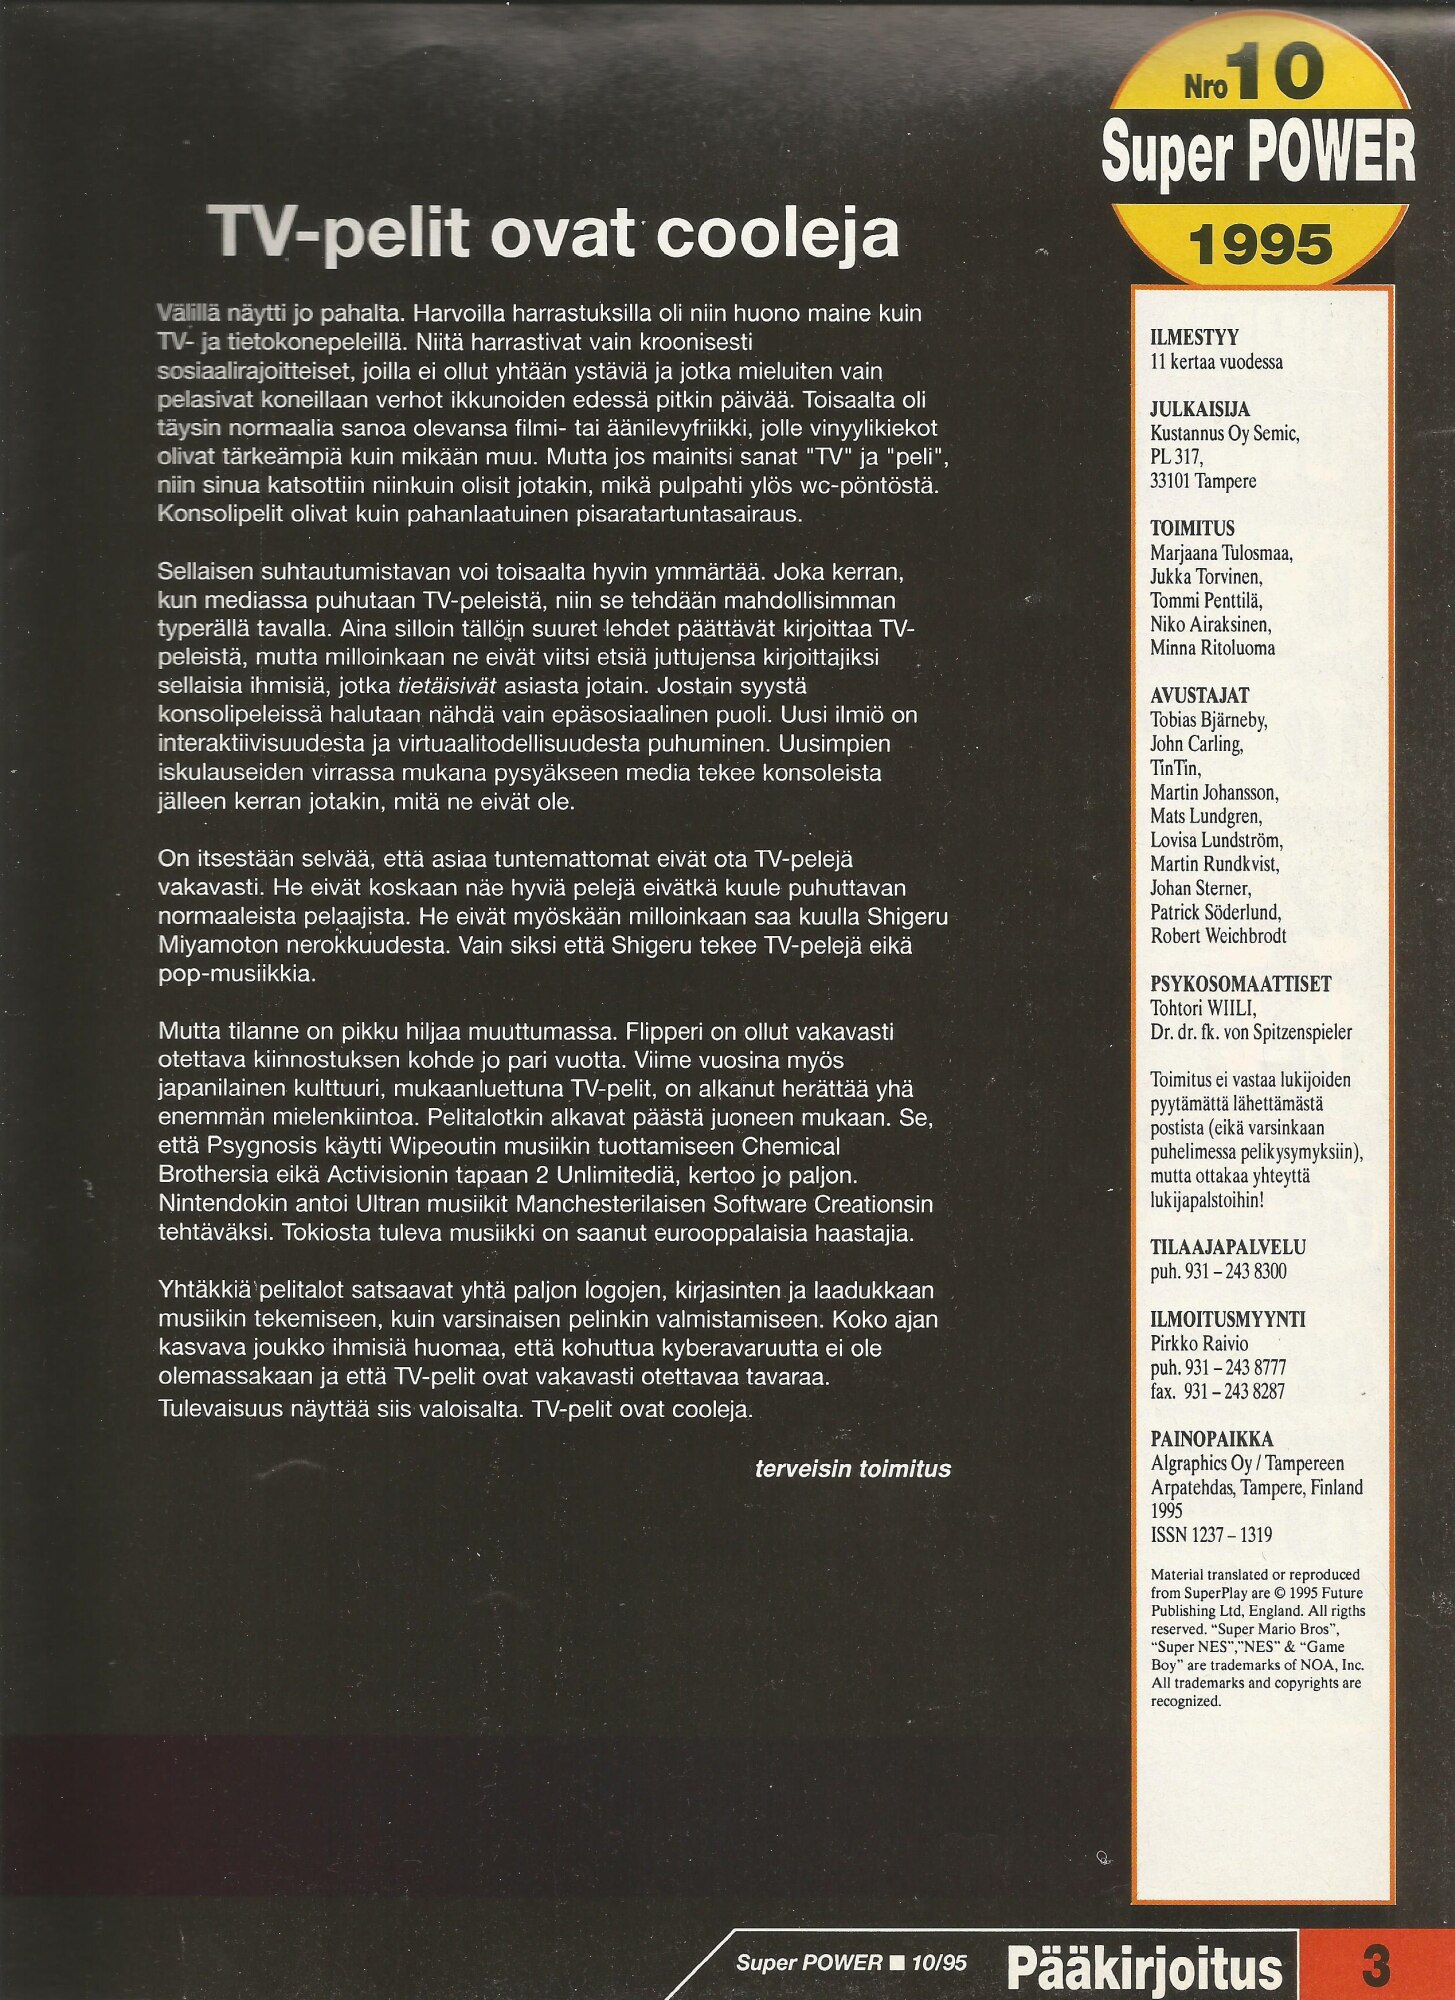 Nro 10
Super POWER
1995
TV-pelit ovat cooleja
Välillä näytti jo pahalta. Harvoilla harrastuksilla oli niin huono maine kuin
TV- ja tietokonepeleillä. Niitä harrastivat vain kroonisesti
sosiaalirajoitteiset, joilla ei ollut yhtään ystäviä ja jotka mieluiten vain
pelasivat koneillaan verhot ikkunoiden edessä pitkin päivää. Toisaalta oli
täysin normaalia sanoa olevansa filmi- tai äänilevyfriikki, jolle vinyylikiekot
olivat tärkeämpiä kuin mikään muu. Mutta jos mainitsi sanat "TV" ja "peli",
niin sinua katsottiin niinkuin olisit jotakin, mikä pulpahti ylös wc-pöntöstä.
Konsolipelit olivat kuin pahanlaatuinen pisaratartuntasairaus.
Sellaisen suhtautumistavan voi toisaalta hyvin ymmärtää. Joka kerran,
kun mediassa puhutaan TV-peleistä, niin se tehdään mahdollisimman
typerällä tavalla. Aina silloin tällöin suuret lehdet päättävät kirjoittaa TV-
peleistä, mutta milloinkaan ne eivät viitsi etsiä juttujensa kirjoittajiksi
sellaisia ihmisiä, jotka tietäisivät asiasta jotain. Jostain syystä
konsolipeleissä halutaan nähdä vain epäsosiaalinen puoli. Uusi ilmiö on
interaktiivisuudesta ja virtuaalitodellisuudesta puhuminen. Uusimpien
iskulauseiden virrassa mukana pysyäkseen media tekee konsoleista
jälleen kerran jotakin, mitä ne eivät ole.
On itsestään selvää, että asiaa tuntemattomat eivät ota TV-pelejä
vakavasti. He eivät koskaan näe hyviä pelejä eivätkä kuule puhuttavan
normaaleista pelaajista. He eivät myöskään milloinkaan saa kuulla Shigeru
Miyamoton nerokkuudesta. Vain siksi että Shigeru tekee TV-pelejä eikä
pop-musiikkia.
Mutta tilanne on pikku hiljaa muuttumassa. Flipperi on ollut vakavasti
otettava kiinnostuksen kohde jo pari vuotta. Viime vuosina myös
japanilainen kulttuuri, mukaanluettuna TV-pelit, on alkanut herättää yhä
enemmän mielenkiintoa. Pelitalotkin alkavat päästä juoneen mukaan. Se,
että Psygnosis käytti Wipeoutin musiikin tuottamiseen Chemical
Brothersia eikä Activisionin tapaan 2 Unlimitediä, kertoo jo paljon.
Nintendokin antoi Ultran musiikit Manchesterilaisen Software Creationsin
tehtäväksi. Tokiosta tuleva musiikki on saanut eurooppalaisia haastajia.
Yhtäkkiä pelitalot satsaavat yhtä paljon logojen, kirjasinten ja laadukkaan
musiikin tekemiseen, kuin varsinaisen pelinkin valmistamiseen. Koko ajan
kasvava joukko ihmisiä huomaa, että kohuttua kyberavaruutta ei ole
olemassakaan ja että TV-pelit ovat vakavasti otettavaa tavaraa.
Tulevaisuus näyttää siis valoisalta. TV-pelit ovat cooleja.
terveisin toimitus
ILMESTYY
11 kertaa vuodessa
JULKAISIJA
Kustannus Oy Semic,
PL 317,
33101 Tampere
TOIMITUS
Marjaana Tulosmaa,
Jukka Torvinen,
Tommi Penttilä,
Niko Airaksinen,
Minna Ritoluoma
AVUSTAJAT
Tobias Bjärneby,
John Carling,
TinTin,
Martin Johansson,
Mats Lundgren,
Lovisa Lundström,
Martin Rundkvist,
Johan Sterner,
Patrick Söderlund,
Robert Weichbrodt
PSYKOSOMAATTISET
Tohtori WIILI,
Dr. dr. fk. von Spitzenspieler
Toimitus ei vastaa lukijoiden
pyytämättä lähettämästä
postista (eikä varsinkaan
puhelimessa pelikysymyksiin),
mutta ottakaa yhteyttä
lukijapalstoihin!
TILAAJAPALVELU
puh. 931 – 243 8300
ILMOITUSMYYNTI
Pirkko Raivio
puh. 931 – 243 8777
fax. 931 – 243 8287
PAINOPAIKKA
Algraphics Oy / Tampereen
Arpatehdas, Tampere, Finland
1995
ISSN 1237 – 1319
Material translated or reproduced
from SuperPlay are © 1995 Future
Publishing Ltd, England. All rigths
reserved. “Super Mario Bros”,
“Super NES”,”NES” & “Game
Boy” are trademarks of NOA, Inc.
All trademarks and copyrights are
recognized.
Super POWER ■ 10/95
Pääkirjoitus
3